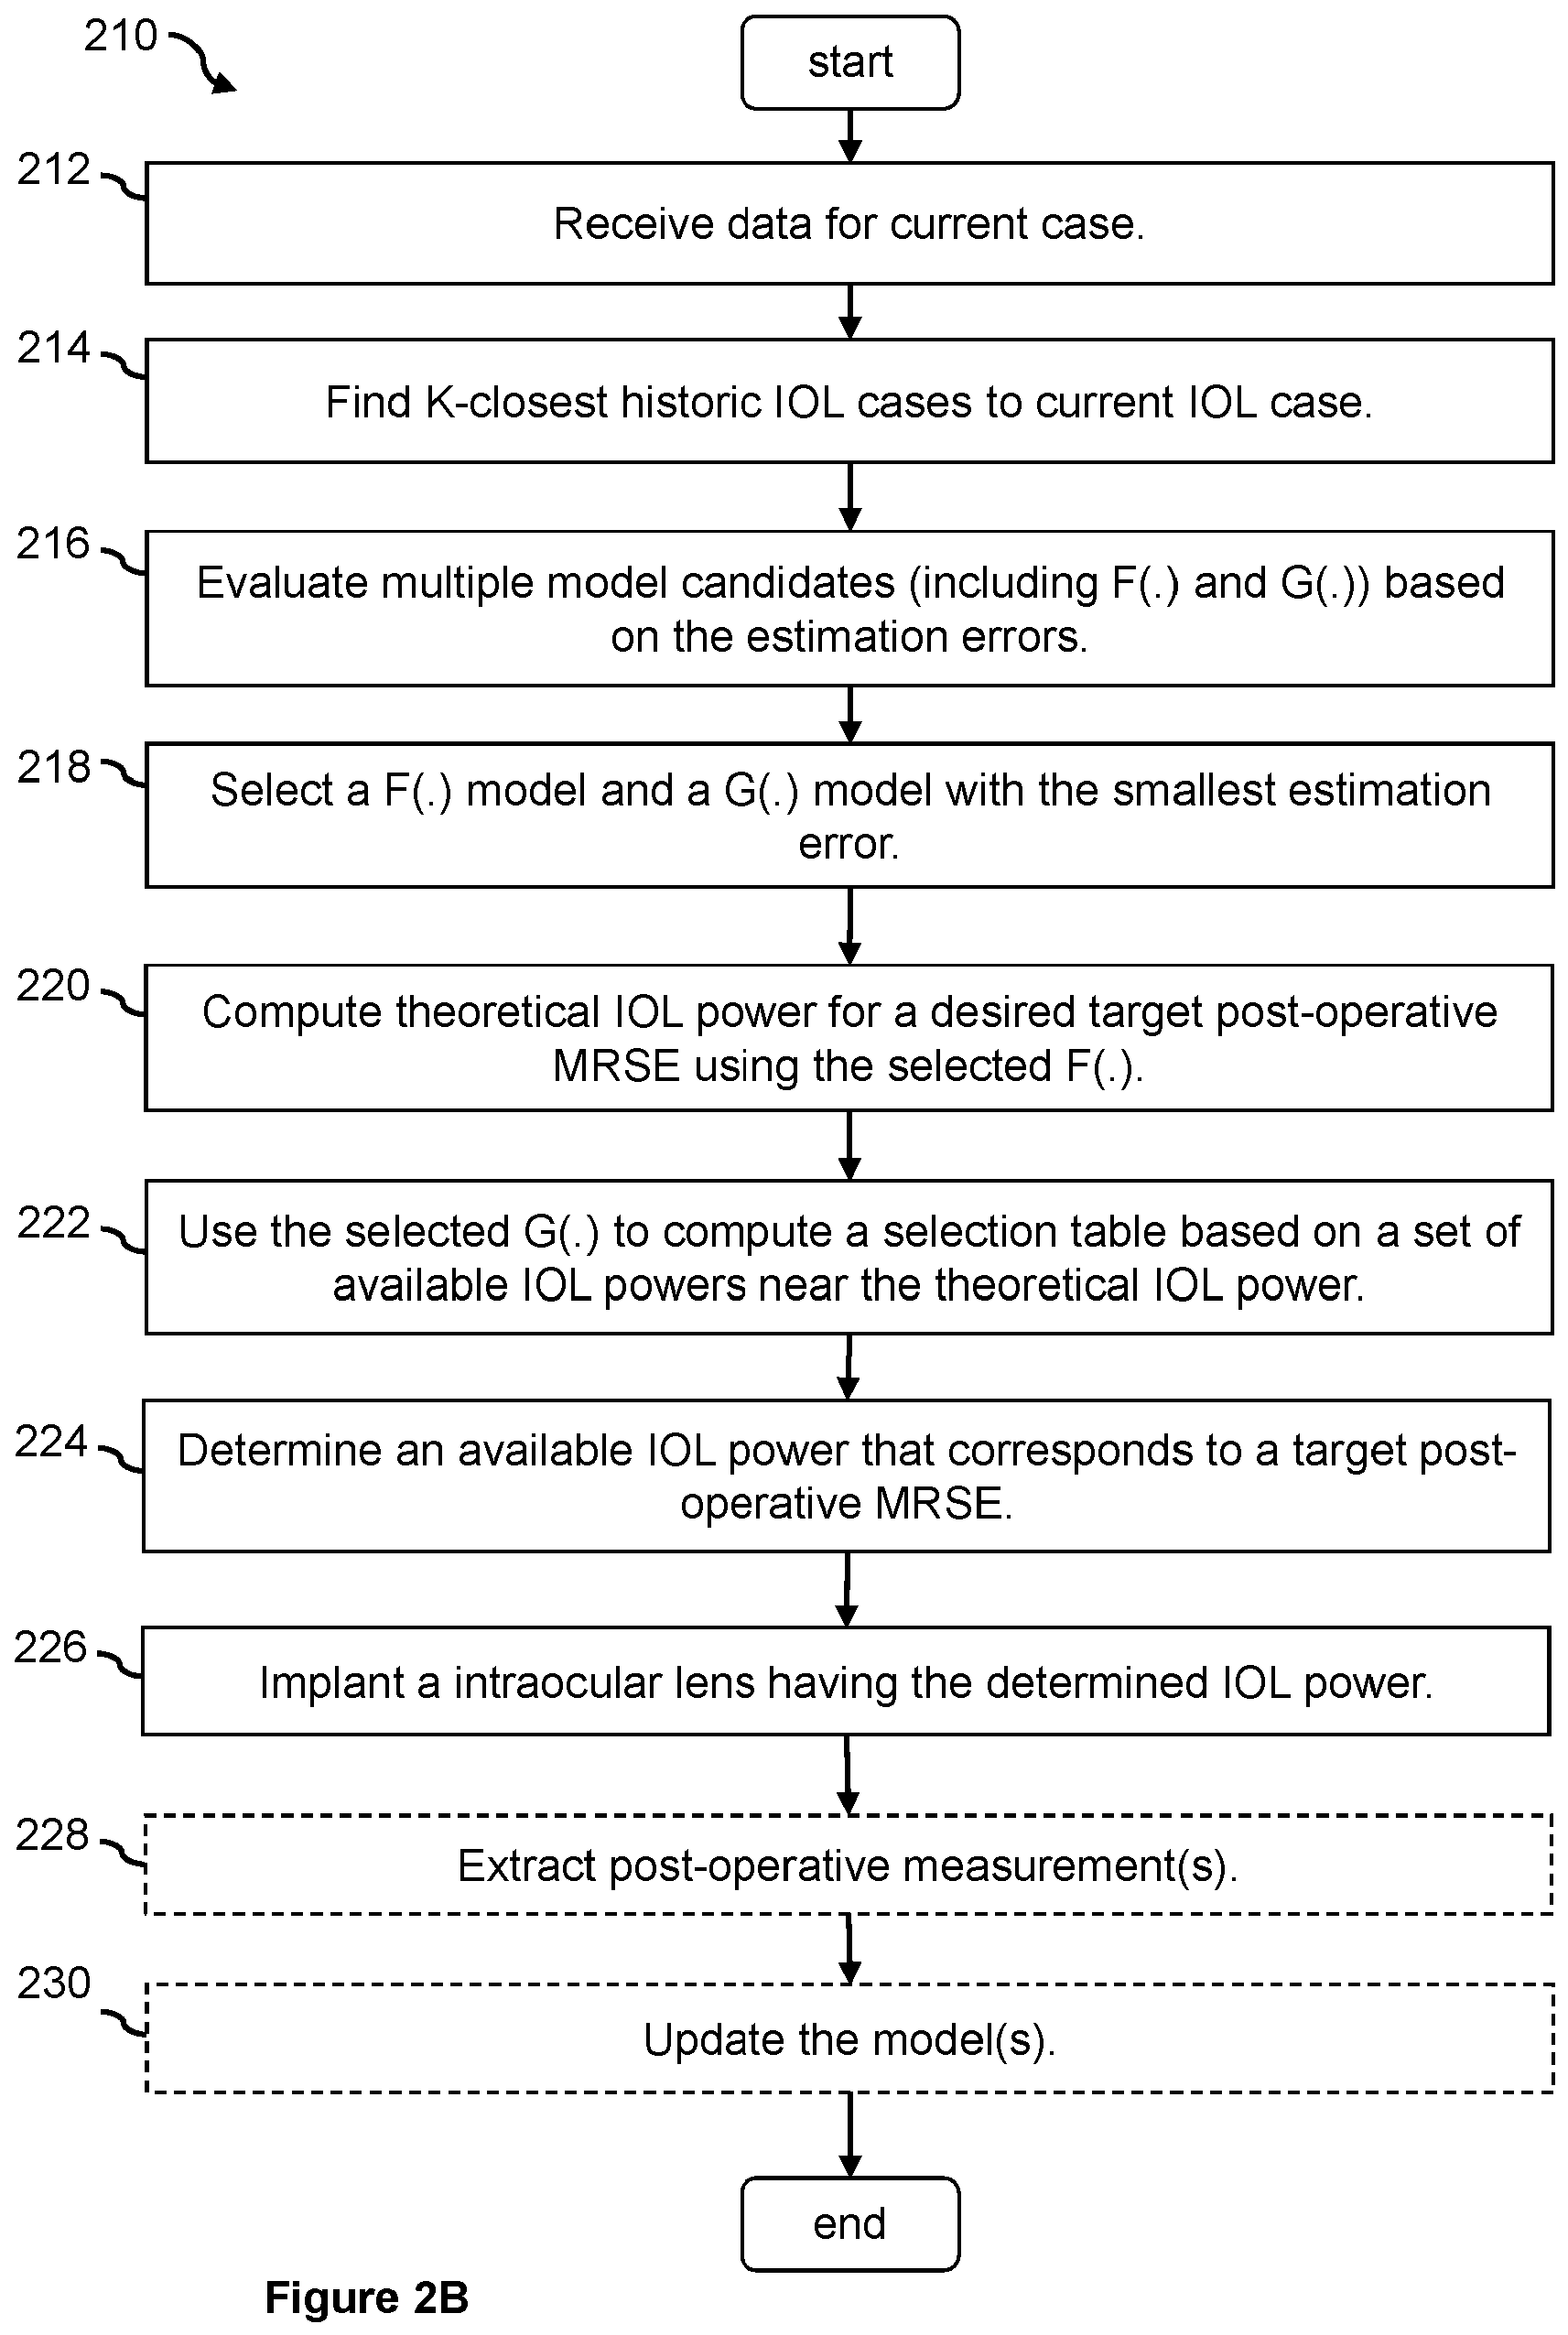 210
start
212
Receive data for current case.
214
Find K-closest historic IOL cases to current IOL case.
216
Evaluate multiple model candidates (including F(.) and G(.)) based
on the estimation errors.
218
Select a F(.) model and a G(.) model with the smallest estimation
error.
220
Compute theoretical IOL power for a desired target post-operative
MRSE using the selected F(.).
222
Use the selected G(.) to compute a selection table based on a set of
available IOL powers near the theoretical IOL power.
224
Determine an available IOL power that corresponds to a target post-
operative MRSE.
226
Implant a intraocular lens having the determined IOL power.
228
Extract post-operative measurement(s).
230
Update the model(s).
end
Figure 2B